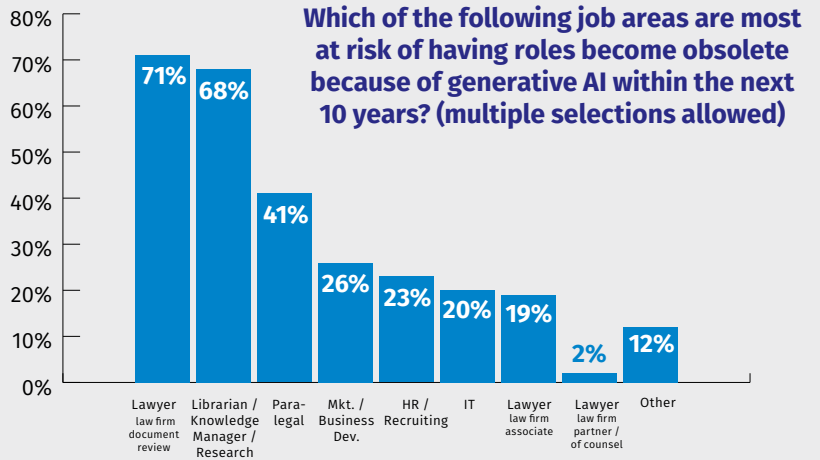 Which of the following job areas are most
at risk of having roles become obsolete
because of generative AI within the next
10 years? (multiple selections allowed)
80%
70%
60%
50%
40%
30%
20%
10%
0%
71%
68%
41%
26%
23%
20%
19%
2%
12%
Lawyer
law firm
document
review
Librarian /
Knowledge
Manager /
Research
Para-
legal
Mkt. /
Business
Dev.
HR /
Recruiting
IT
Lawyer
law firm
associate
Lawyer
law firm
partner /
of counsel
Other